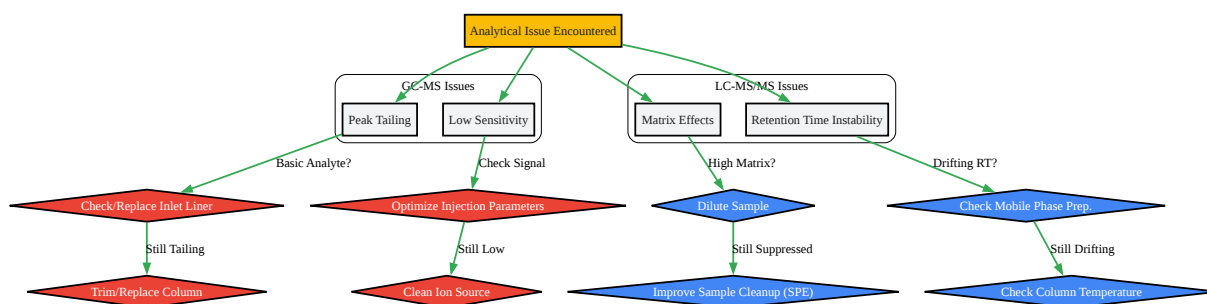 Analytical Issue Encountered
GC-MS Issues
LC-MS/MS Issues
Peak Tailing
Low Sensitivity
Matrix Effects
Retention Time Instability
Basic Analyte?
Check Signal
High Matrix?
Drifting RT?
Check/Replace Inlet Liner
Optimize Injection Parameters
Dilute Sample
Check Mobile Phase Prep.
Still Tailing
Still Low
Still Suppressed
Still Drifting
Trim/Replace Column
Clean Ion Source
Improve Sample Cleanup (SPE)
Check Column Temperature